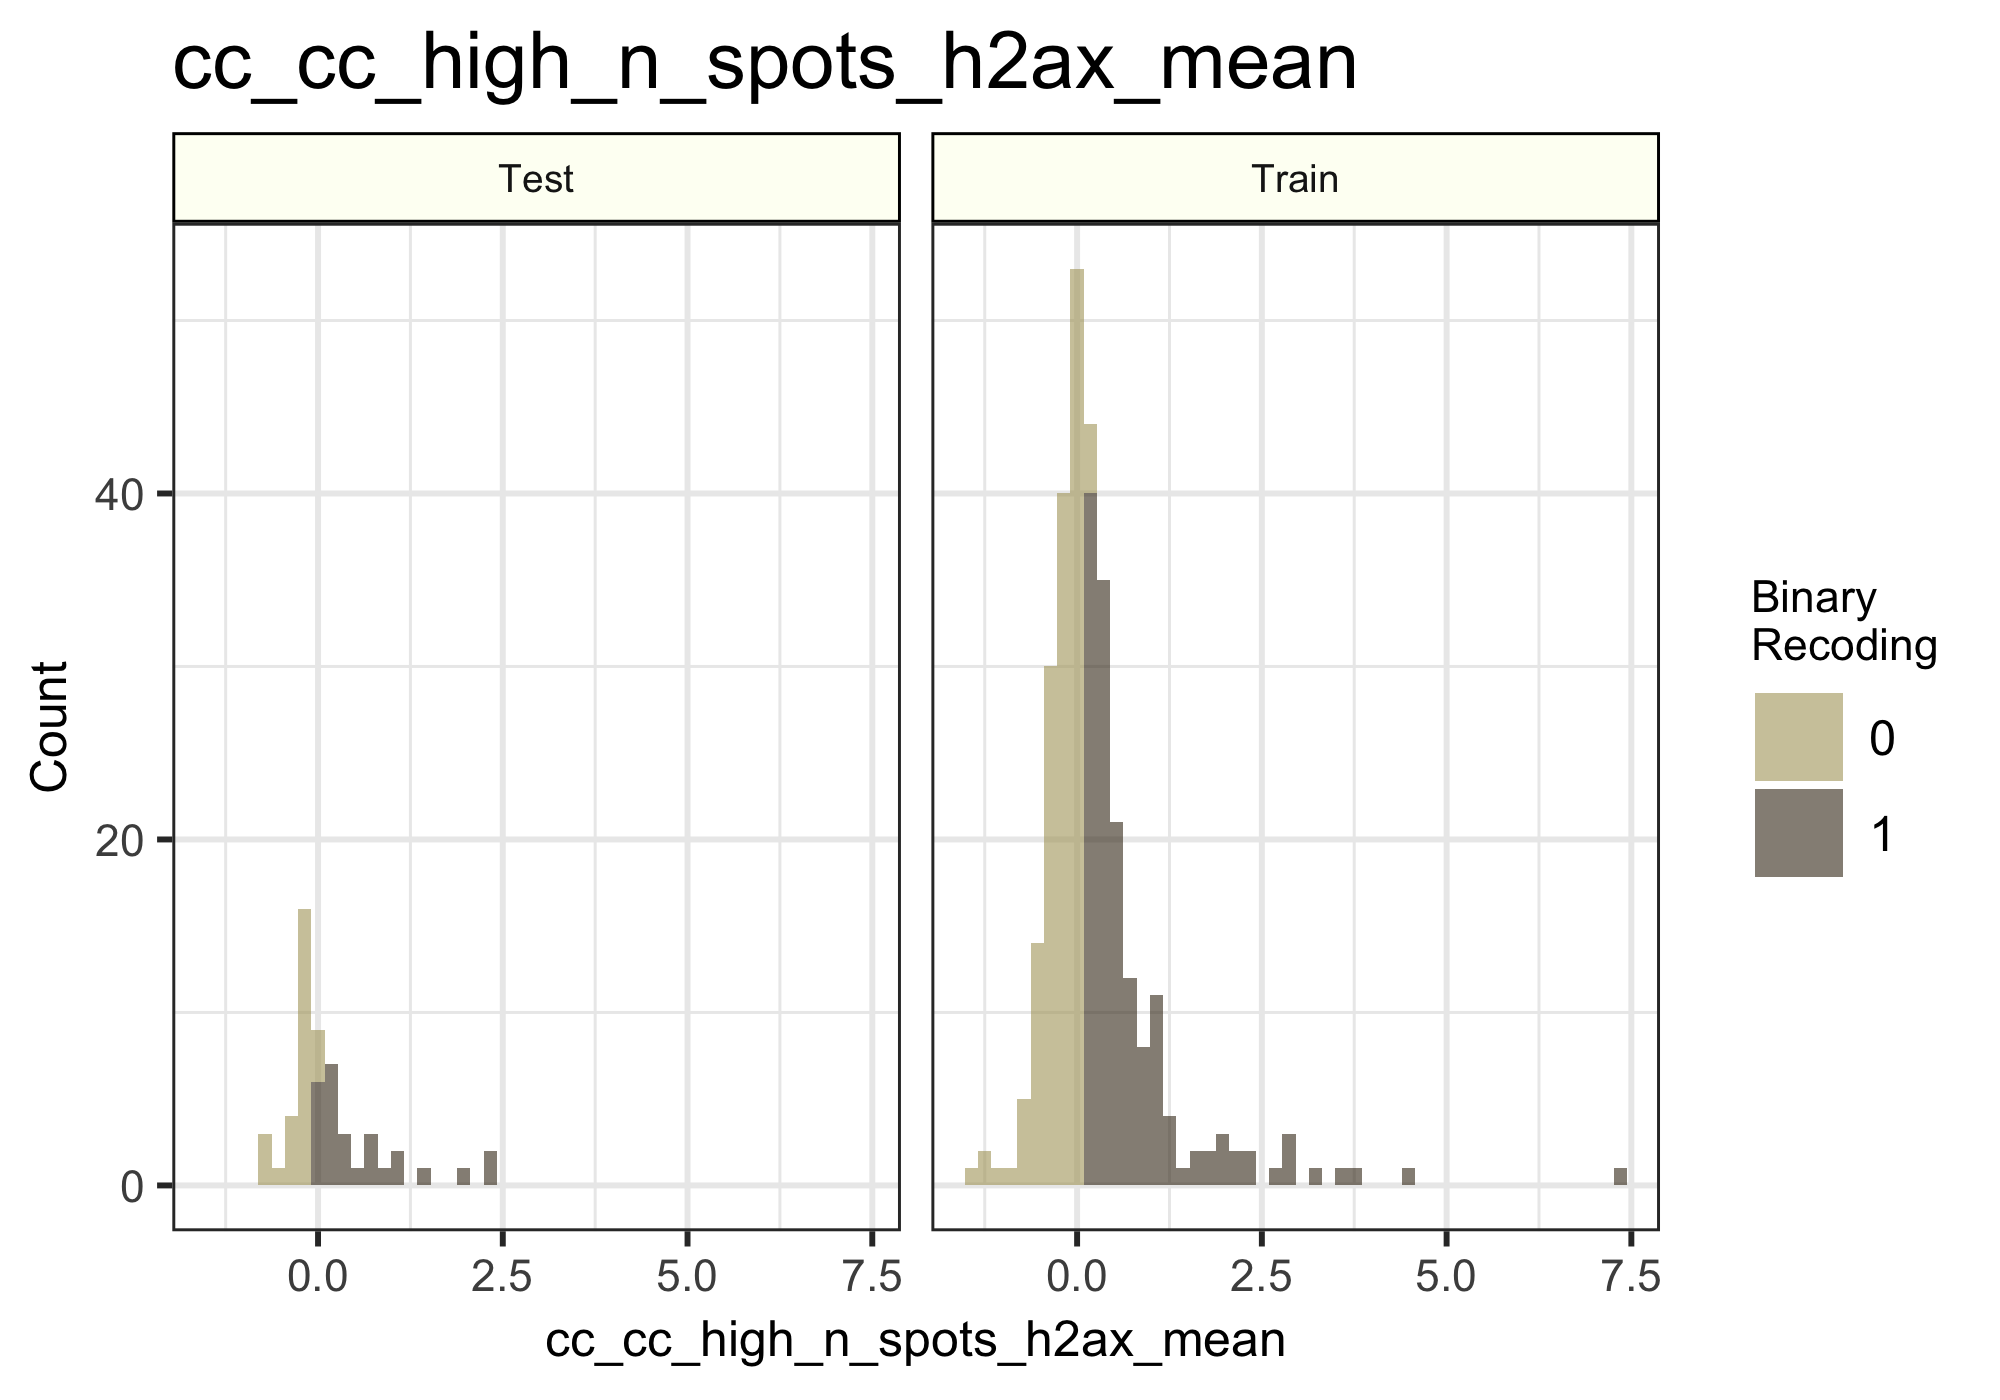 cc_cc_high_n_spots_h2ax_mean
Test
Train
40
20
0
Count
0.0 2.5 5.0 7.5
0.0 2.5 5.0 7.5
cc_cc_high_n_spots_h2ax_mean
Binary
Recoding
0
1